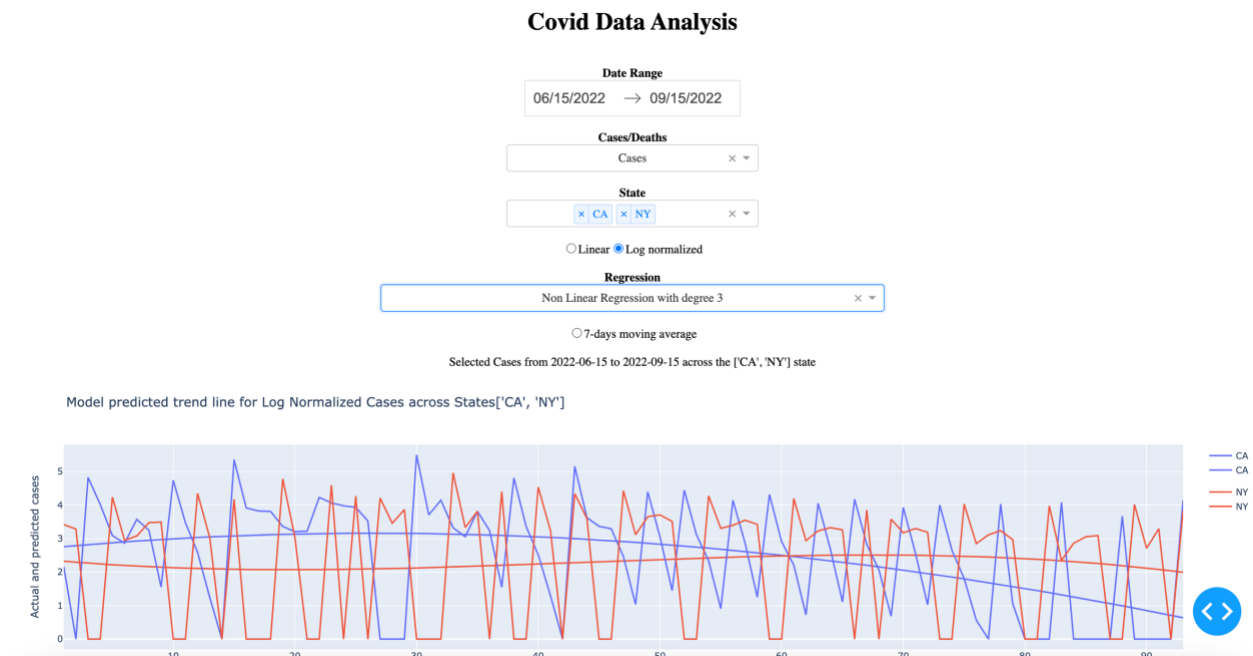 Covid Data Analysis
Date Range
06/15/2022 → 09/15/2022
Cases/Deaths
Cases × 
State
× CA × NY ×
Linear Log normalized
Regression
Non Linear Regression with degree 3 ×
7-days moving average
Selected Cases from 2022-06-15 to 2022-09-15 across the ['CA', 'NY'] state
Model predicted trend line for Log Normalized Cases across States['CA', 'NY']
Actual and predicted cases
5
4
3
2
1
0
10 20 30 40 50 60 70 80 90
CA
CA
NY
NY